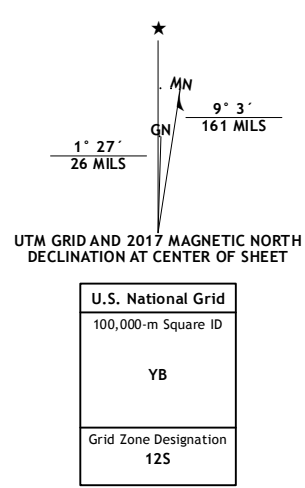 ★
MN
GN
9° 3´
161 MILS
1° 27´
26 MILS
UTM GRID AND 2017 MAGNETIC NORTH
DECLINATION AT CENTER OF SHEET
U.S. National Grid
100,000-m Square ID
YB
Grid Zone Designation
12S